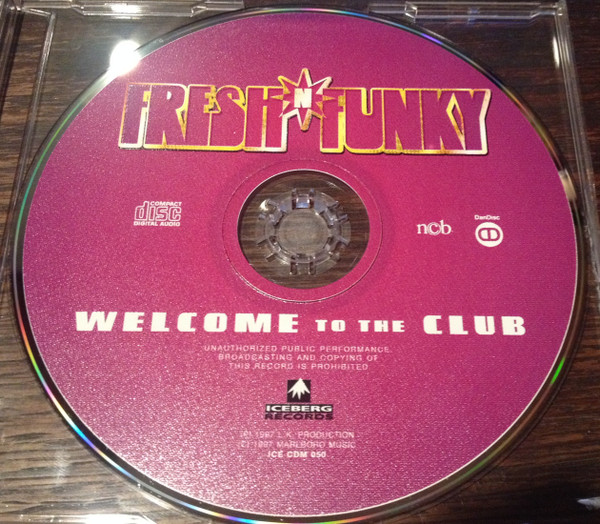 FRESH N FUNKY
COMPACT
disc
DIGITAL AUDIO
ncb
DanDisc
WELCOME TO THE CLUB
UNAUTHORIZED PUBLIC PERFORMANCE,
BROADCASTING AND COPYING OF
THIS RECORD IS PROHIBITED
ICEBERG
RECORDS
(P) 1997 L.K. PRODUCTION
(C) 1997 MARLBORO MUSIC
ICE CDM 050